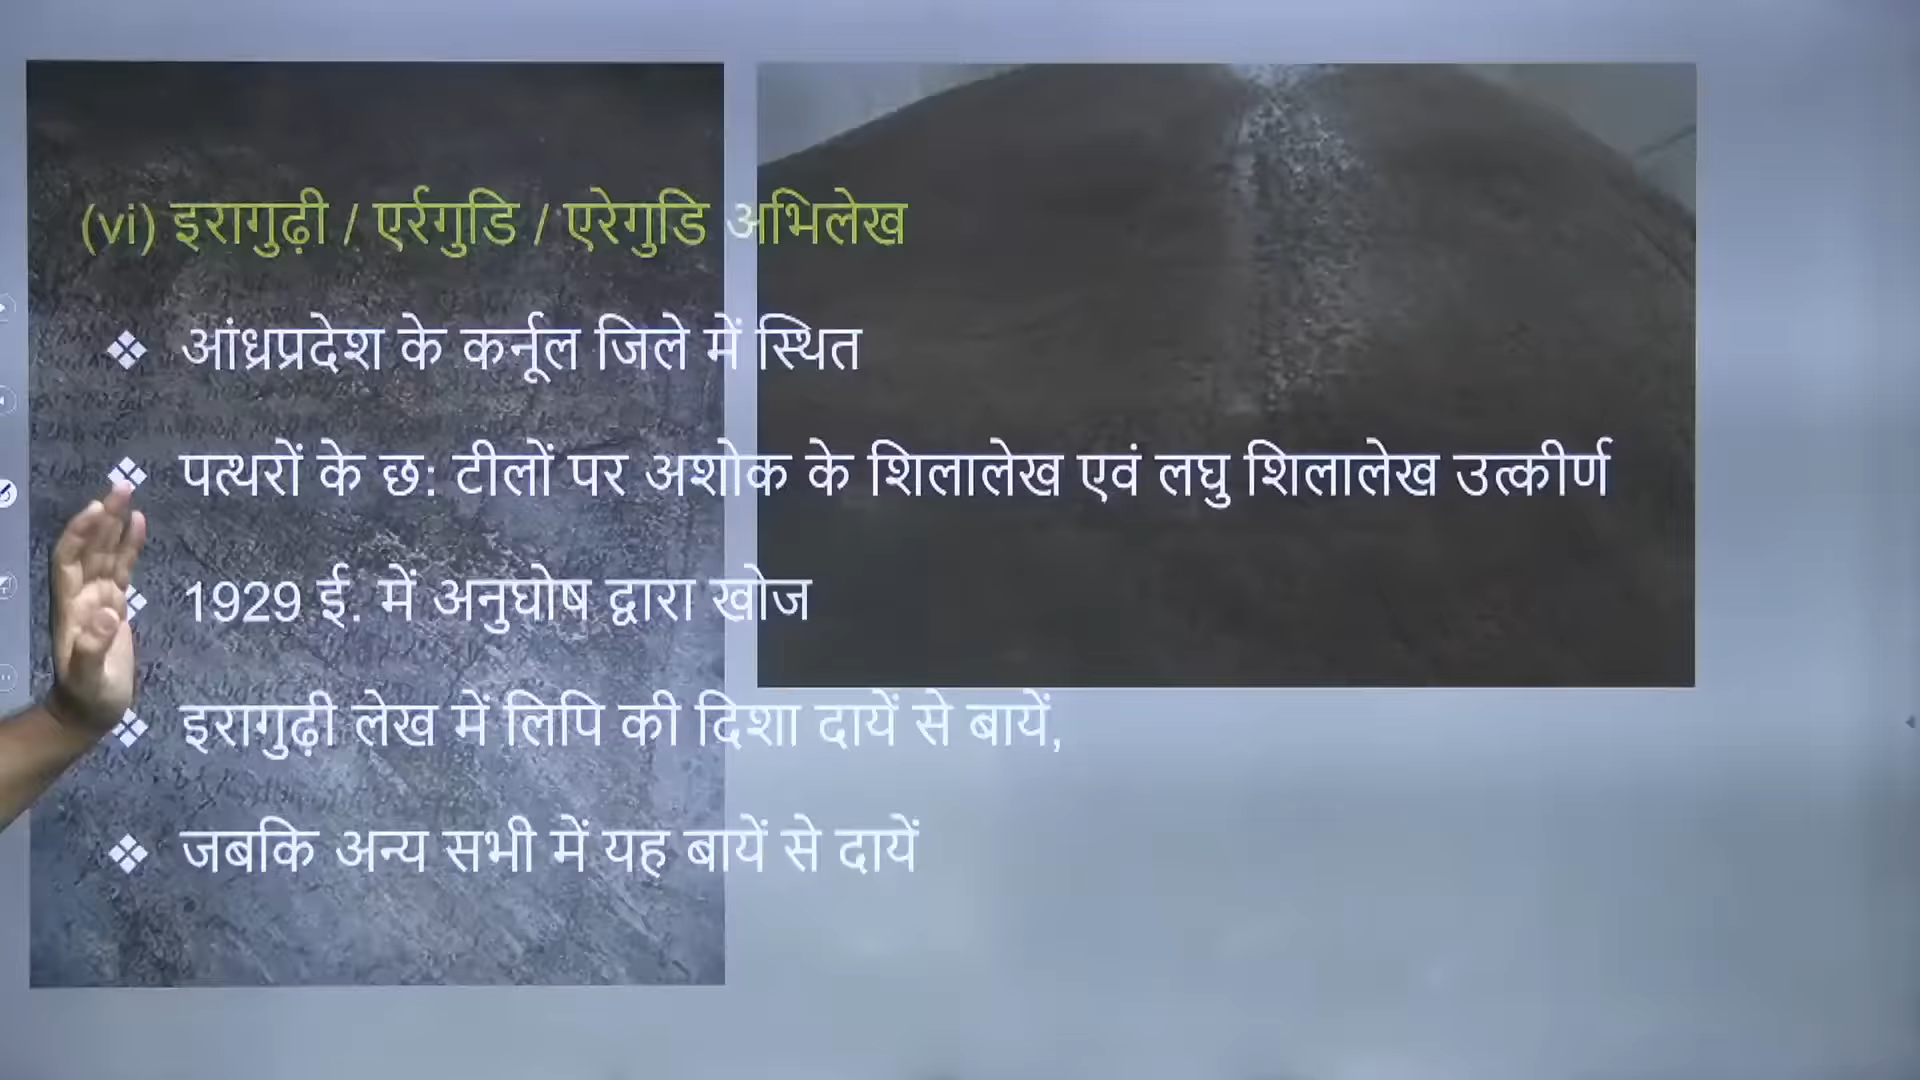 (vi) इरागुढ़ी / एर्रगुडि / एरेगुडि अभिलेख
❖ आंध्रप्रदेश के कर्नूल जिले में स्थित
❖ पत्थरों के छ: टीलों पर अशोक के शिलालेख एवं लघु शिलालेख उत्कीर्ण
❖ 1929 ई. में अनुघोष द्वारा खोज
❖ इरागुढ़ी लेख में लिपि की दिशा दायें से बायें,
❖ जबकि अन्य सभी में यह बायें से दायें